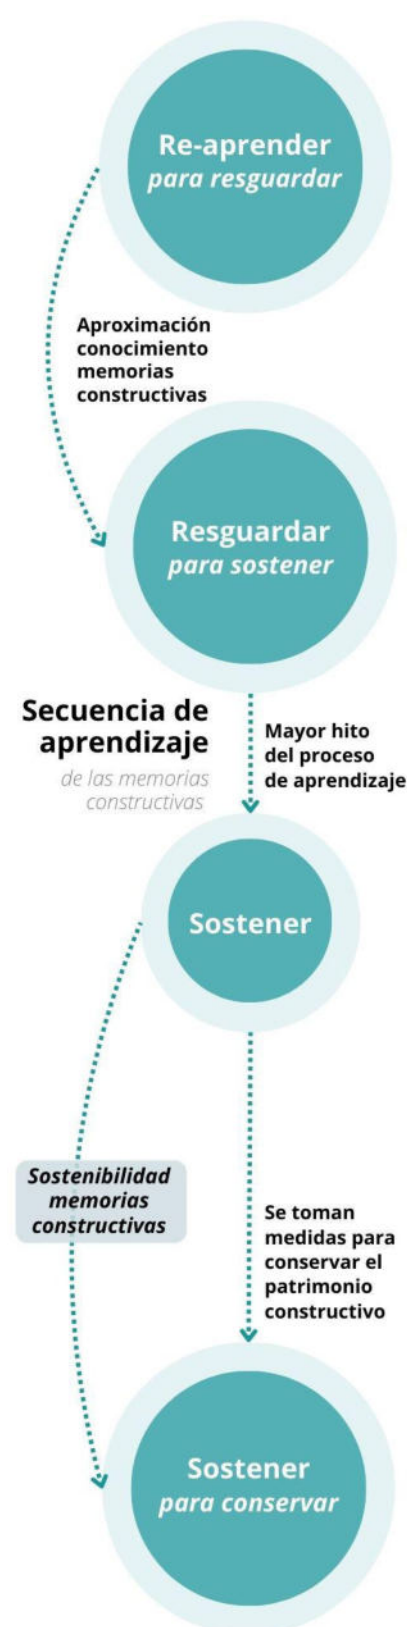 Re-aprender
para resguardar
Aproximación
conocimiento
memorias
constructivas
Resguardar
para sostener
Secuencia de
aprendizaje
de las memorias
constructivas
Mayor hito
del proceso
de aprendizaje
Sostener
Sostenibilidad
memorias
constructivas
Se toman
medidas para
conservar el
patrimonio
constructivo
Sostener
para conservar